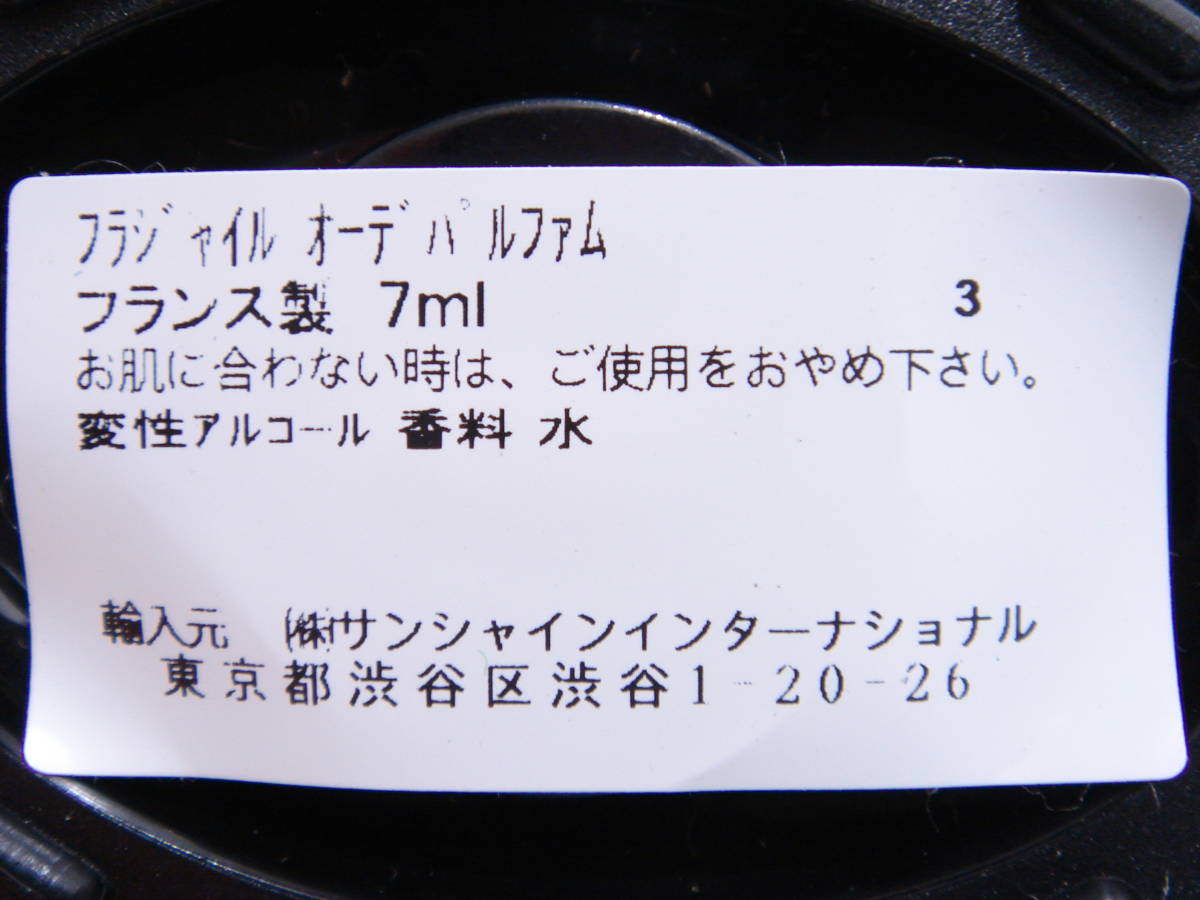 フラジャイル オーデパルファム
フランス製 7ml 3
お肌に合わない時は、ご使用をおやめ下さい。
変性アルコール 香料 水
輸入元 ㈱サンシャインインターナショナル
東京都渋谷区渋谷1-20-26